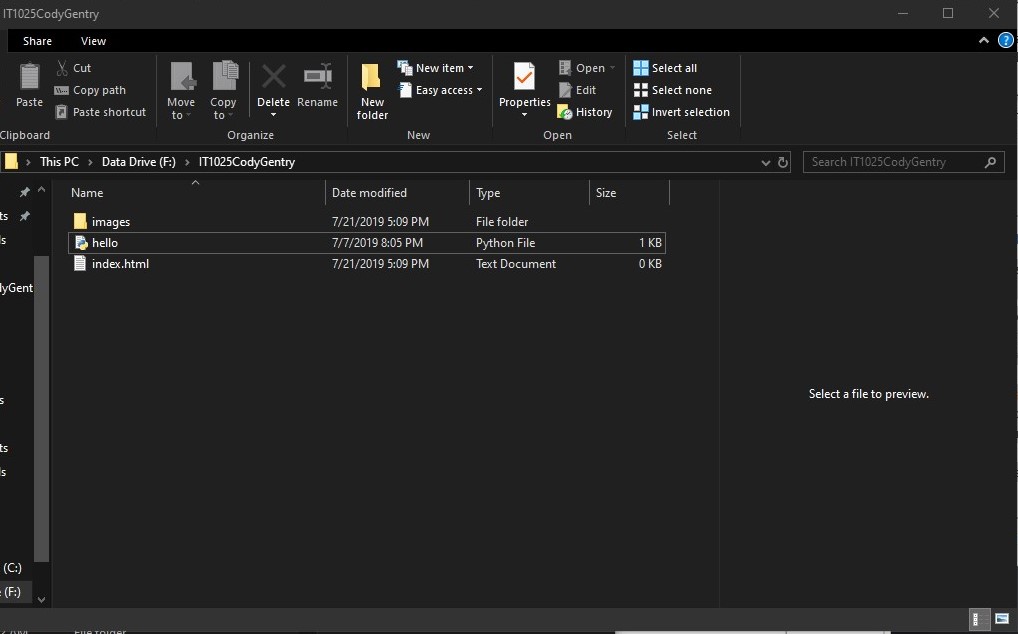 IT1025CodyGentry
Share View
?
Cut
Copy path
Paste shortcut
Paste
Clipboard
Move to
Copy to
Delete
Rename
Organize
New folder
New item
Easy access
New
Properties
Open
Edit
History
Open
Select all
Select none
Invert selection
Select
This PC > Data Drive (F:) > IT1025CodyGentry
Search IT1025CodyGentry
Name Date modified Type Size
images 7/21/2019 5:09 PM File folder
hello 7/7/2019 8:05 PM Python File 1 KB
index.html 7/21/2019 5:09 PM Text Document 0 KB
Select a file to preview.
ts
ls
lyGent
s
ts
ls
(C:)
(F:)
File folder